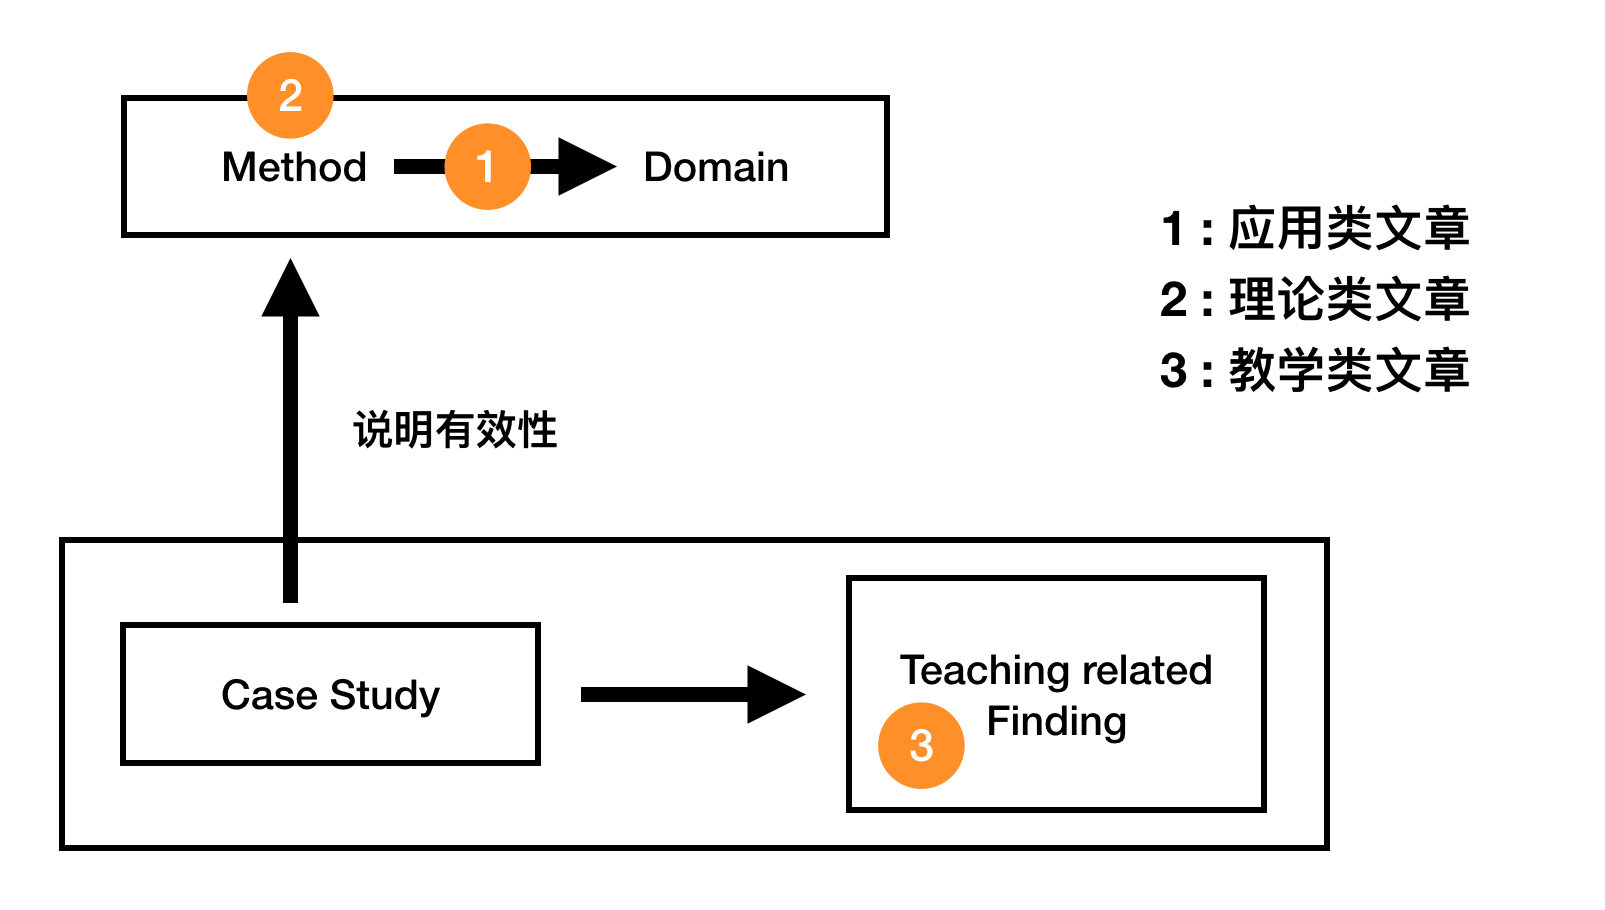 2
Method
1
Domain
1 : 应用类文章
2 : 理论类文章
3 : 教学类文章
说明有效性
Case Study
Teaching related
Finding
3